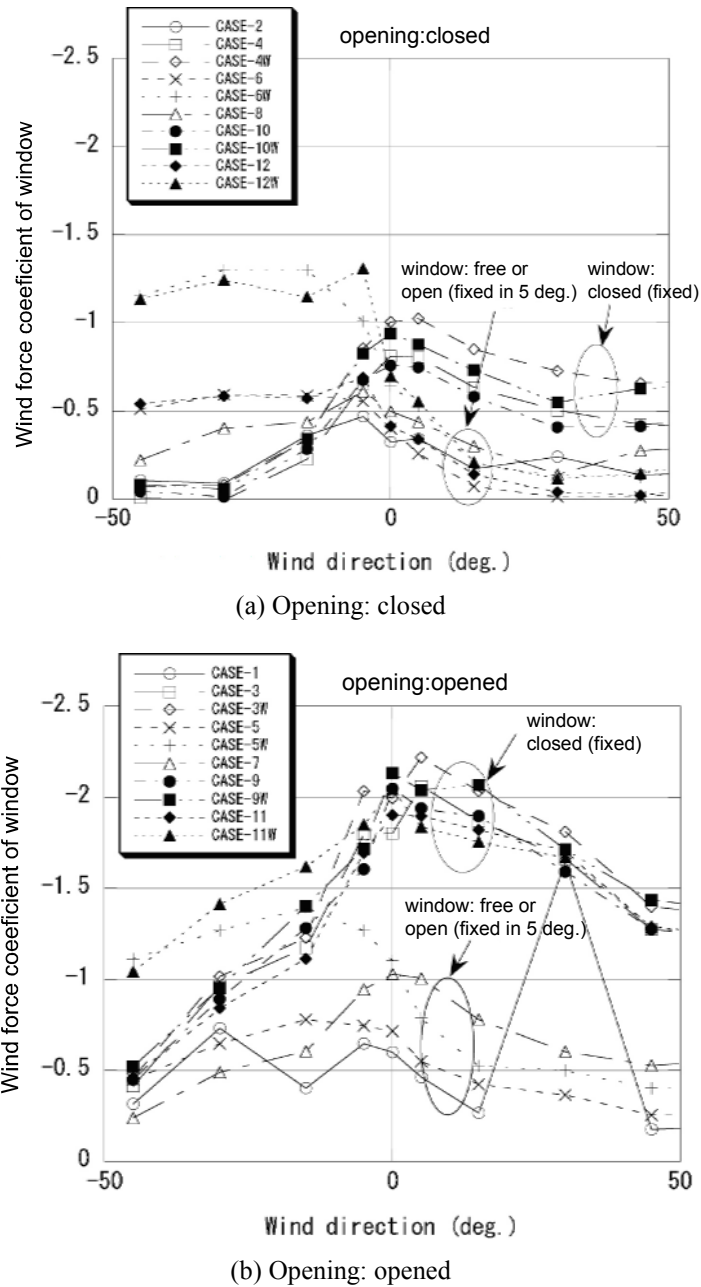 opening:closed
CASE-2
CASE-4
CASE-4W
CASE-6
CASE-6W
CASE-8
CASE-10
CASE-10W
CASE-12
CASE-12W
-2.5
-2
-1.5
-1
-0.5
0
Wind force coeeficient of window
window: free or
open (fixed in 5 deg.)
window:
closed (fixed)
-50
0
50
Wind direction (deg.)
(a) Opening: closed
opening:opened
CASE-1
CASE-3
CASE-3W
CASE-5
CASE-5W
CASE-7
CASE-9
CASE-9W
CASE-11
CASE-11W
-2.5
-2
-1.5
-1
-0.5
0
Wind force coeeficient of window
window:
closed (fixed)
window: free or
open (fixed in 5 deg.)
-50
0
50
Wind direction (deg.)
(b) Opening: opened